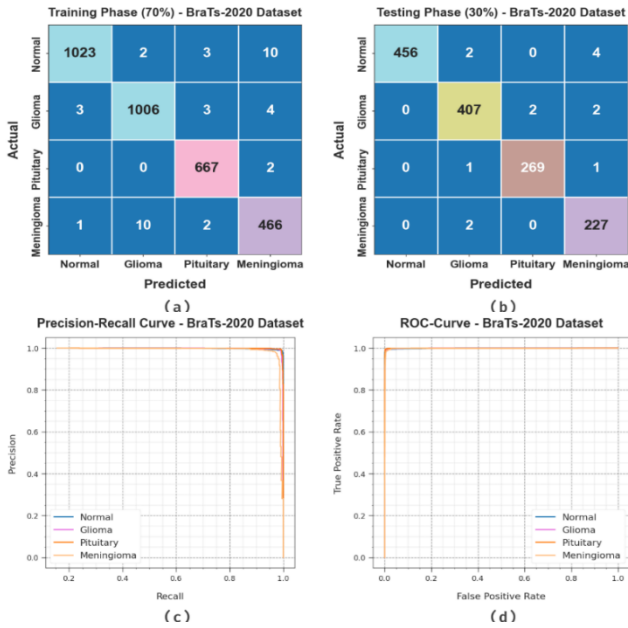 Training Phase (70%) - BraTs-2020 Dataset
Actual
Normal 1023 2 3 10
Glioma 3 1006 3 4
Pituitary 0 0 667 2
Meningioma 1 10 2 466
Normal Glioma Pituitary Meningioma
Predicted
(a)
Testing Phase (30%) - BraTs-2020 Dataset
Actual
Normal 456 2 0 4
Glioma 0 407 2 2
Pituitary 0 1 269 1
Meningioma 0 2 0 227
Normal Glioma Pituitary Meningioma
Predicted
(b)
Precision-Recall Curve - BraTs-2020 Dataset
Precision
1.0
0.8
0.6
0.4
0.2
0.0
Normal
Glioma
Pituitary
Meningioma
0.2 0.4 0.6 0.8 1.0
Recall
(c)
ROC-Curve - BraTs-2020 Dataset
True Positive Rate
1.0
0.8
0.6
0.4
0.2
0.0
Normal
Glioma
Pituitary
Meningioma
0.0 0.2 0.4 0.6 0.8 1.0
False Positive Rate
(d)